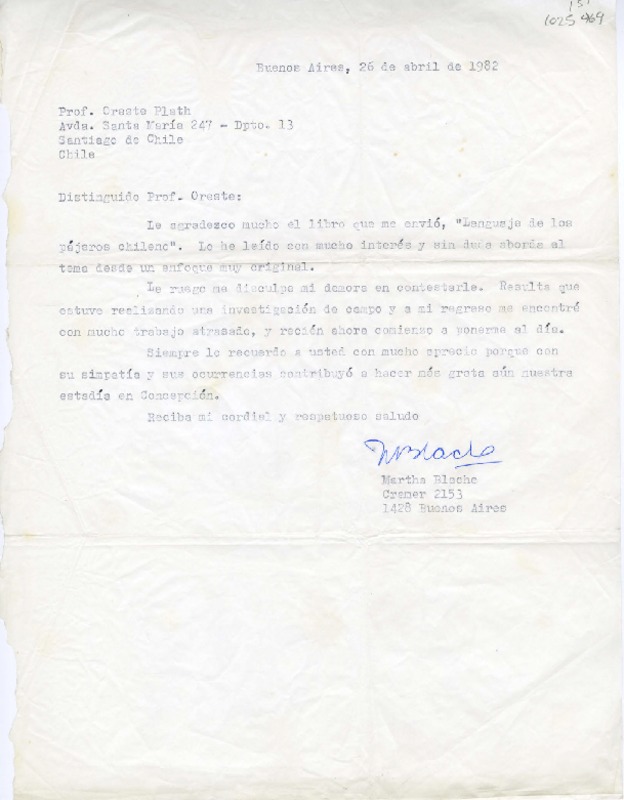 151
1025 969
Buenos Aires, 26 de abril de 1982
Prof. Oreste Plath
Avda. Santa María 247 - Dpto. 13
Santiago de Chile
Chile
Distinguido Prof. Oreste:
Le agradezco mucho el libro que me envió, "Lenguaje de los
pájaros chileno". Lo he leído con mucho interés y sin duda aborda el
tema desde un enfoque muy original.
Le ruego me disculpe mi demora en contestarle. Resulta que
estuve realizando una investigación de campo y a mi regreso me encontré
con mucho trabajo atrasado, y recién ahora comienzo a ponerme al día.
Siempre lo recuerdo a usted con mucho aprecio porque con
su simpatía y sus ocurrencias contribuyó a hacer más grata aún nuestra
estadía en Concepción.
Reciba mi cordial y respetuoso saludo
MBlache
Martha Blache
Cramer 2153
1428 Buenos Aires